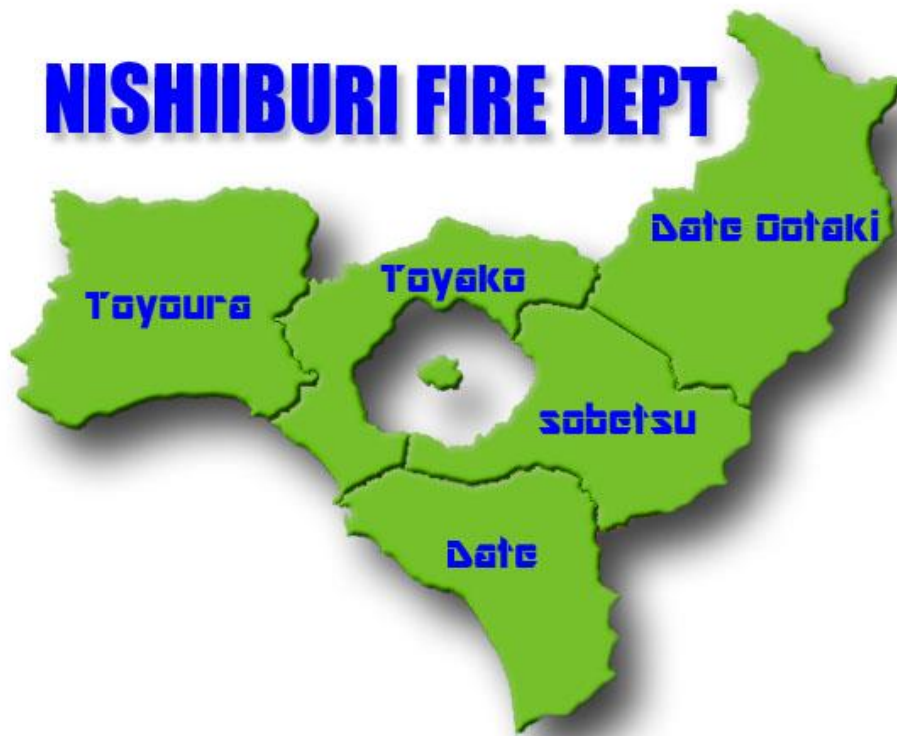 NISHIIBURI FIRE DEPT
Date Ootaki
Toyako
Toyoura
sobetsu
Date